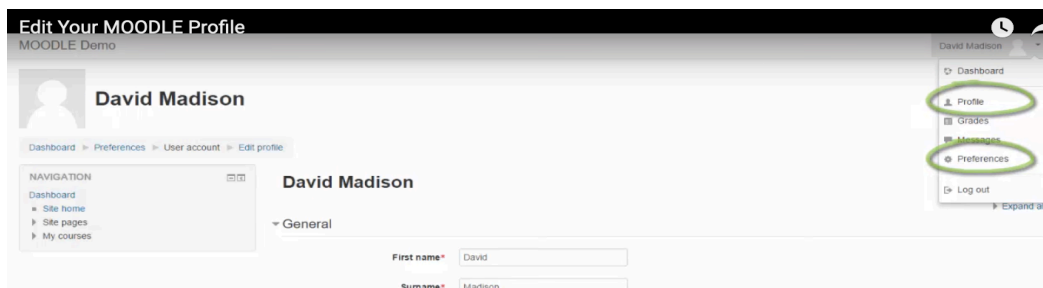 Edit Your MOODLE Profile
MOODLE Demo
David Madison
Dashboard
Profile
Grades
Messages
Preferences
Log out
Expand
David Madison
Dashboard Preferences User account Edit profile
NAVIGATION
Dashboard
Site home
Site pages
My courses
David Madison
General
First name* David
Surname* Madison